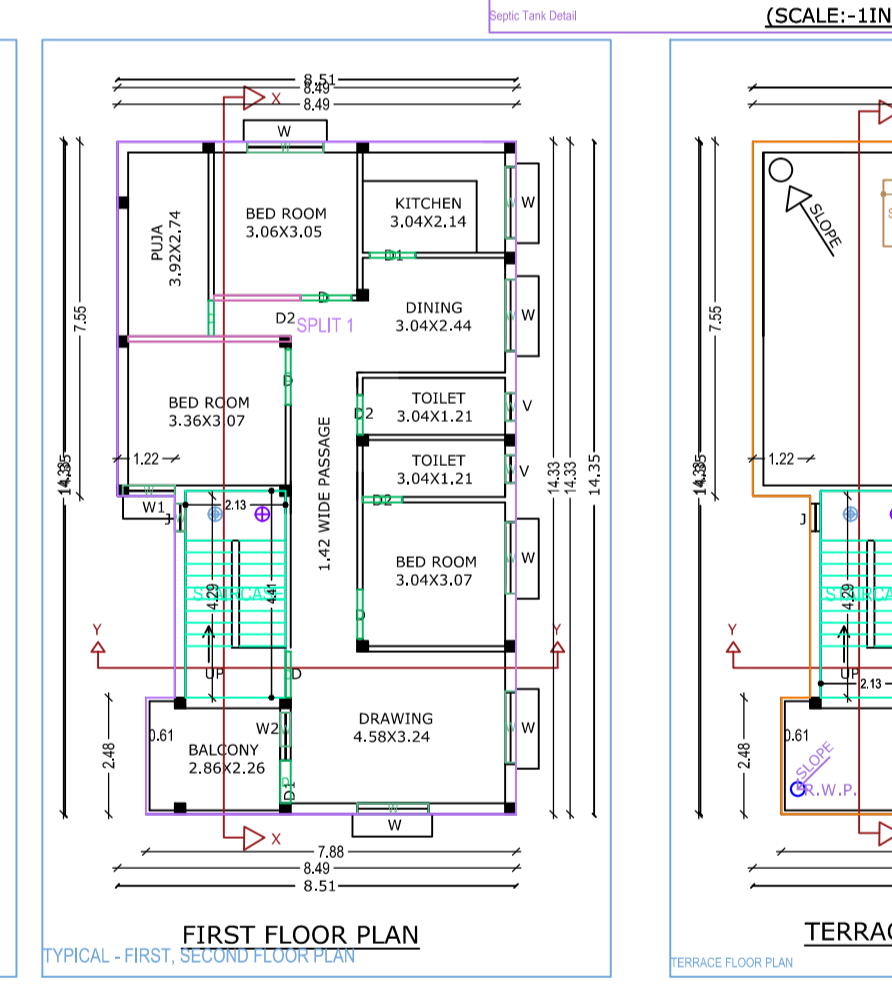 Septic Tank Detail
(SCALE:-1IN
8.51
8.49
8.49
X
W
W
BED ROOM
3.06X3.05
KITCHEN
3.04X2.14
W
W
PUJA
3.92X2.74
D1
D
D
D2
SPLIT 1
DINING
3.04X2.44
W
W
7.55
D
BED ROOM
3.36X3.07
TOILET
3.04X1.21
V
D2
1.42 WIDE PASSAGE
TOILET
3.04X1.21
V
D2
1.22
W1
J
2.13
14.33
14.35
14.33
14.33
14.35
BED ROOM
3.04X3.07
W
W
4.29
4.41
STAIRCASE
D
Y
Y
UP
D
W2
DRAWING
4.58X3.24
W
W
0.61
BALCONY
2.86X2.26
D1
2.48
W
W
X
7.88
8.49
8.51
FIRST FLOOR PLAN
TYPICAL - FIRST, SECOND FLOOR PLAN
SLOPE
7.55
1.22
J
14.35
4.29
STAIRCA
Y
UP
2.13
0.61
2.48
SLOPE
R.W.P.
TERRAC
TERRACE FLOOR PLAN